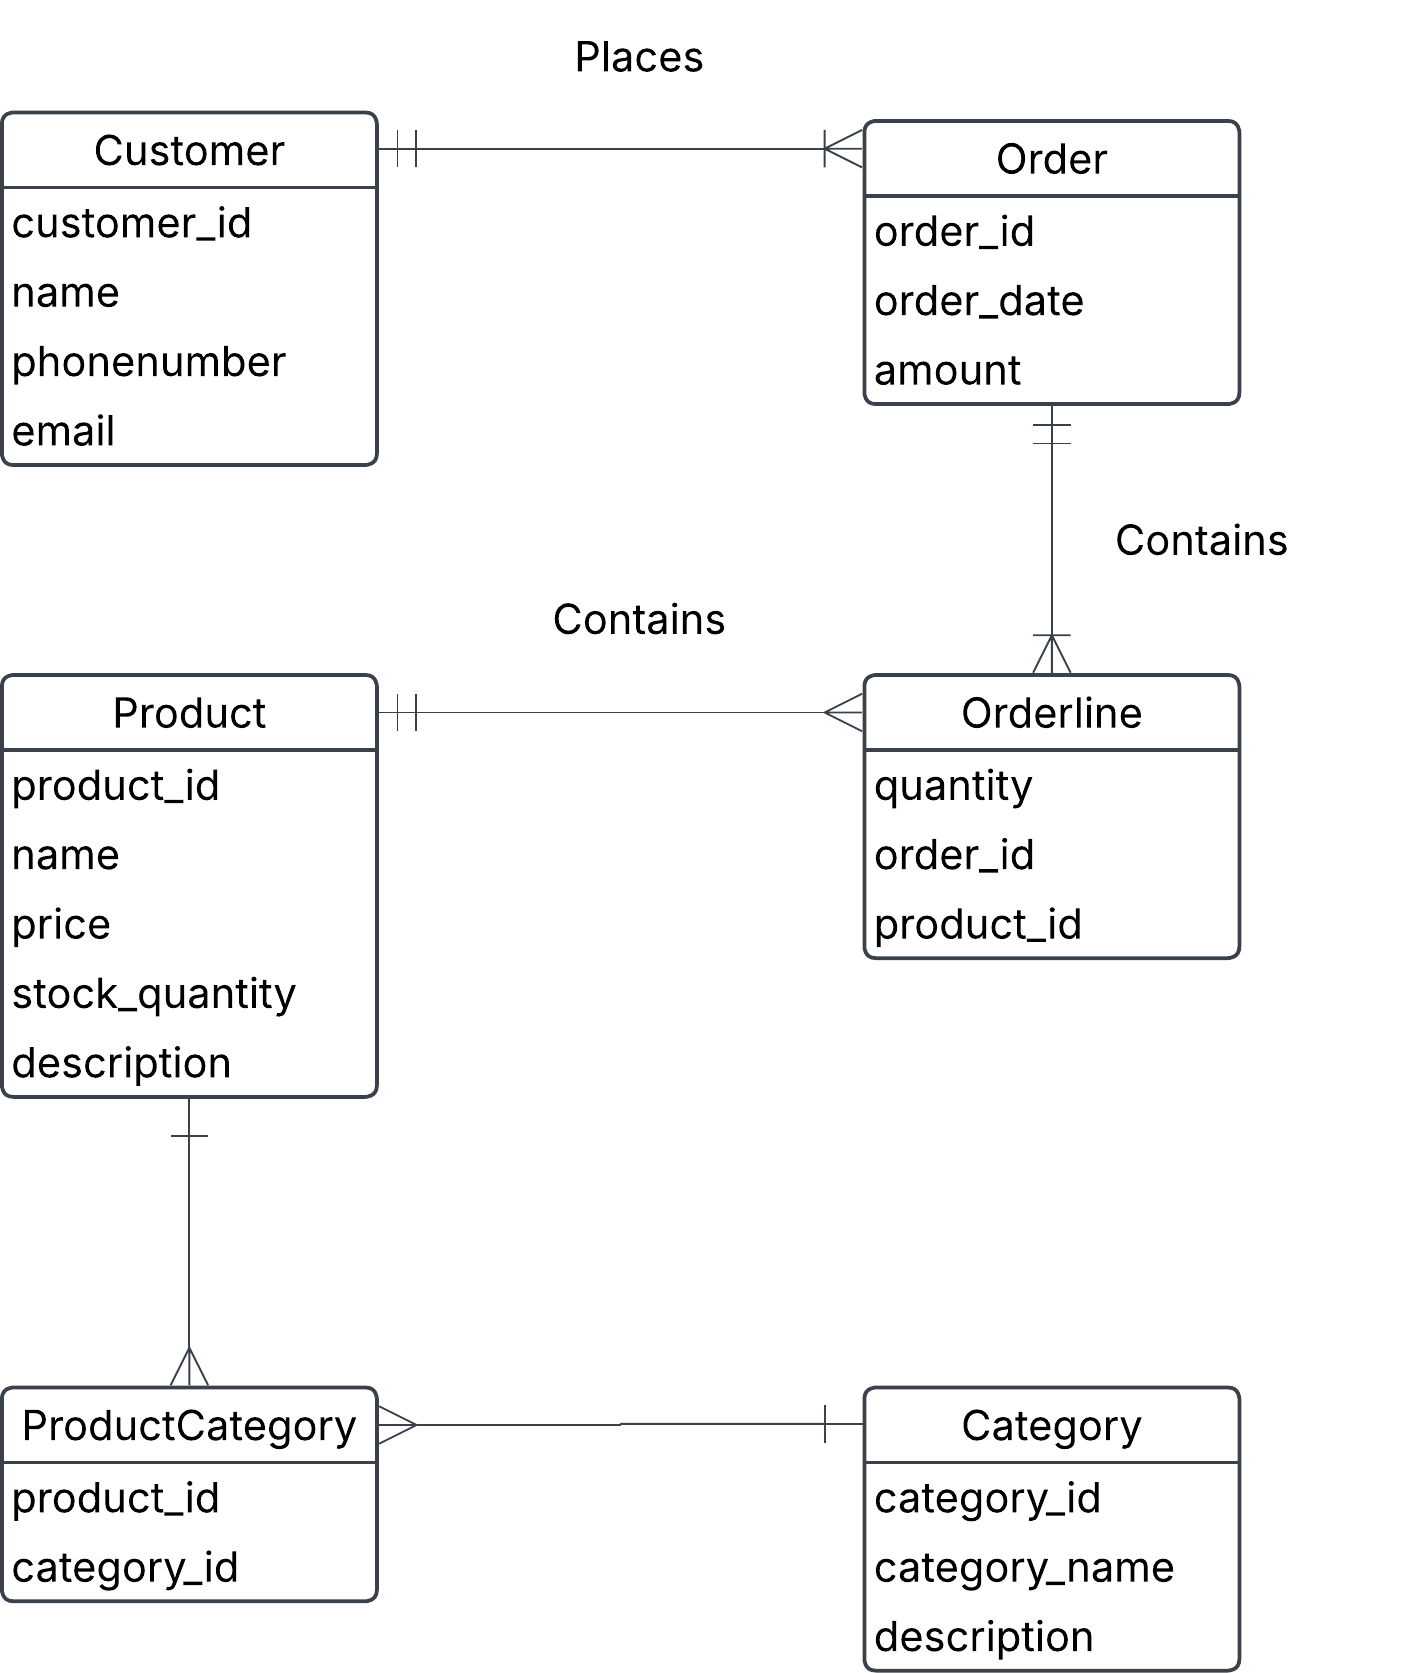 Places
Customer
customer_id
name
phonenumber
email
Order
order_id
order_date
amount
Contains
Contains
Product
product_id
name
price
stock_quantity
description
Orderline
quantity
order_id
product_id
ProductCategory
product_id
category_id
Category
category_id
category_name
description